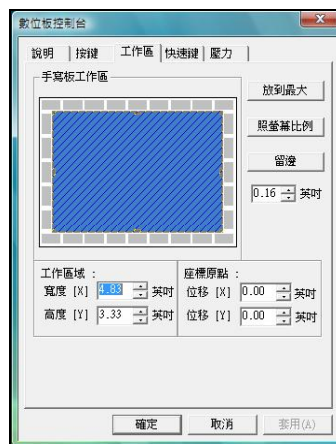 數位板控制台
說明 按鍵 工作區 快速鍵 壓力
手寫板工作區
放到最大
照螢幕比例
留邊
0.16 英吋
工作區域 :
寬度 [X] 4.83 英吋
高度 [Y] 3.33 英吋
座標原點 :
位移 [X] 0.00 英吋
位移 [Y] 0.00 英吋
確定 取消 套用(A)